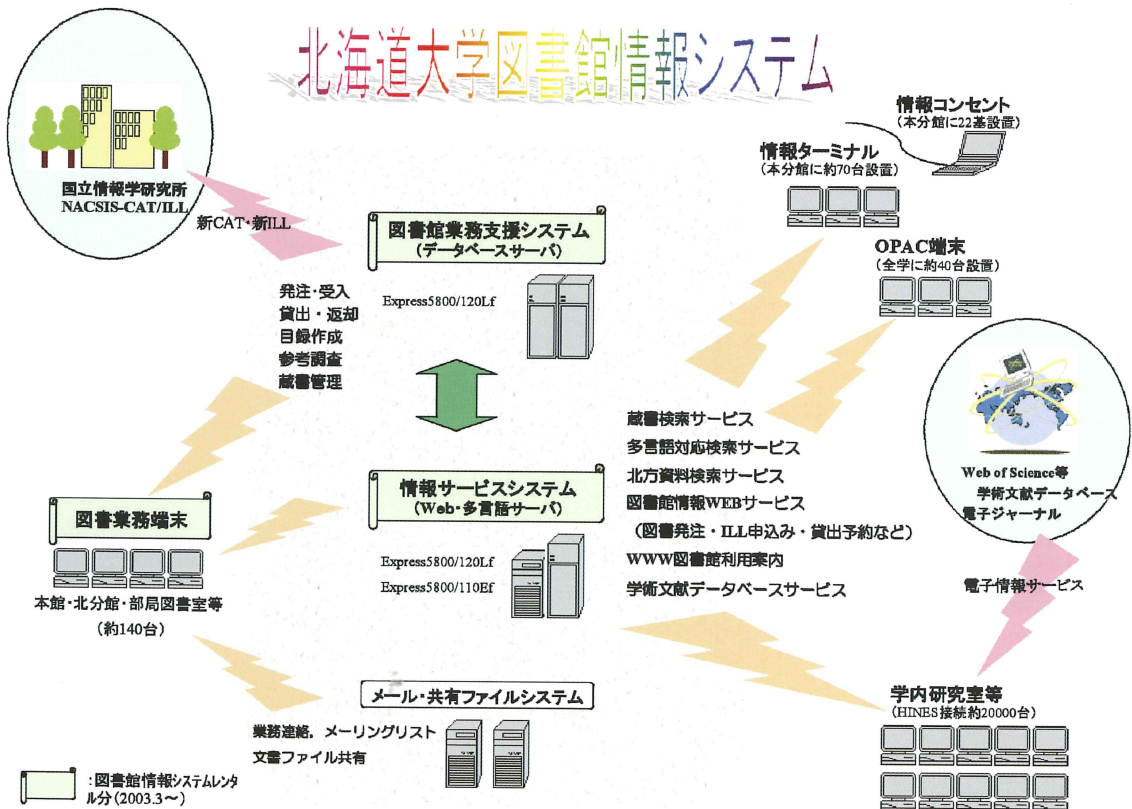 北海道大学図書館情報システム
国立情報学研究所
NACSIS-CAT/ILL
新CAT・新ILL
図書館業務支援システム
(データベースサーバ)
Express5800/120Lf
発注・受入
貸出・返却
目録作成
参考調査
蔵書管理
情報コンセント
(本分館に22基設置)
情報ターミナル
(本分館に約70台設置)
OPAC端末
(全学に約40台設置)
Web of Science等
学術文献データベース
電子ジャーナル
電子情報サービス
蔵書検索サービス
多言語対応検索サービス
北方資料検索サービス
図書館情報WEBサービス
(図書発注・ILL申込み・貸出予約など)
WWW図書館利用案内
学術文献データベースサービス
情報サービスシステム
(Web・多言語サーバ)
Express5800/120Lf
Express5800/110Ef
図書業務端末
本館・北分館・部局図書室等
(約140台)
メール・共有ファイルシステム
業務連絡，メーリングリスト
文書ファイル共有
学内研究室等
(HINES接続約20000台)
:図書館情報システムレンタ
ル分(2003.3～)